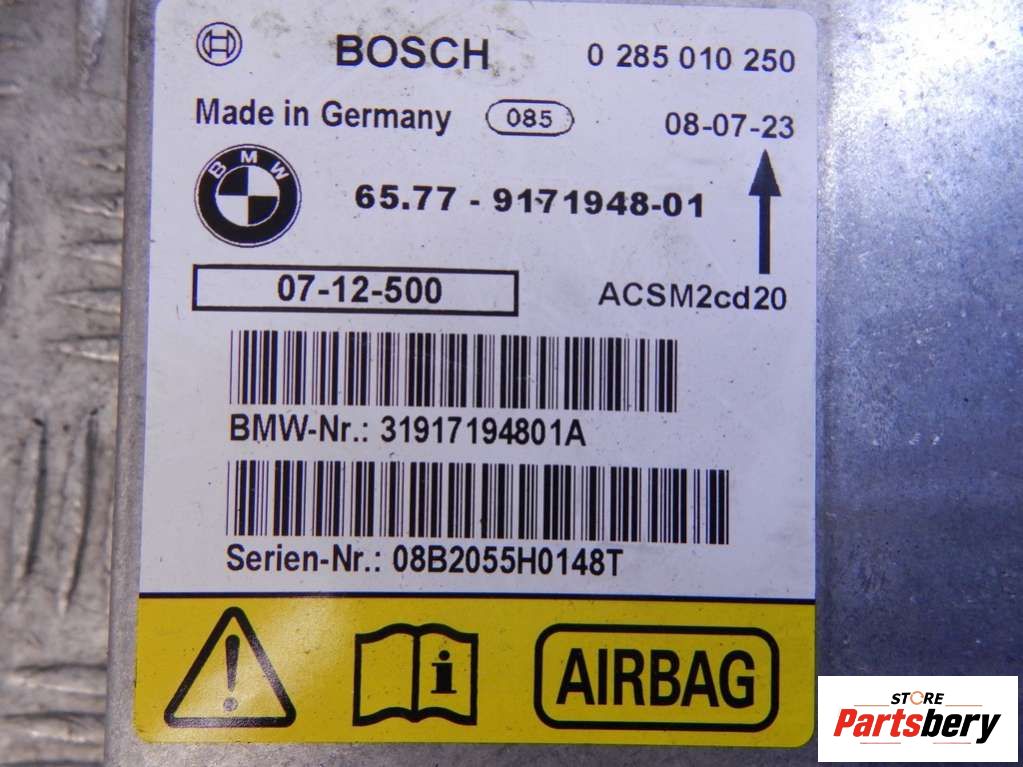 BOSCH 0 285 010 250
Made in Germany 085 08-07-23
BMW 65.77 - 9171948-01
07-12-500 ACSM2cd20
BMW-Nr.: 31917194801A
Serien-Nr.: 08B2055H0148T
i AIRBAG
STORE
Partsbery